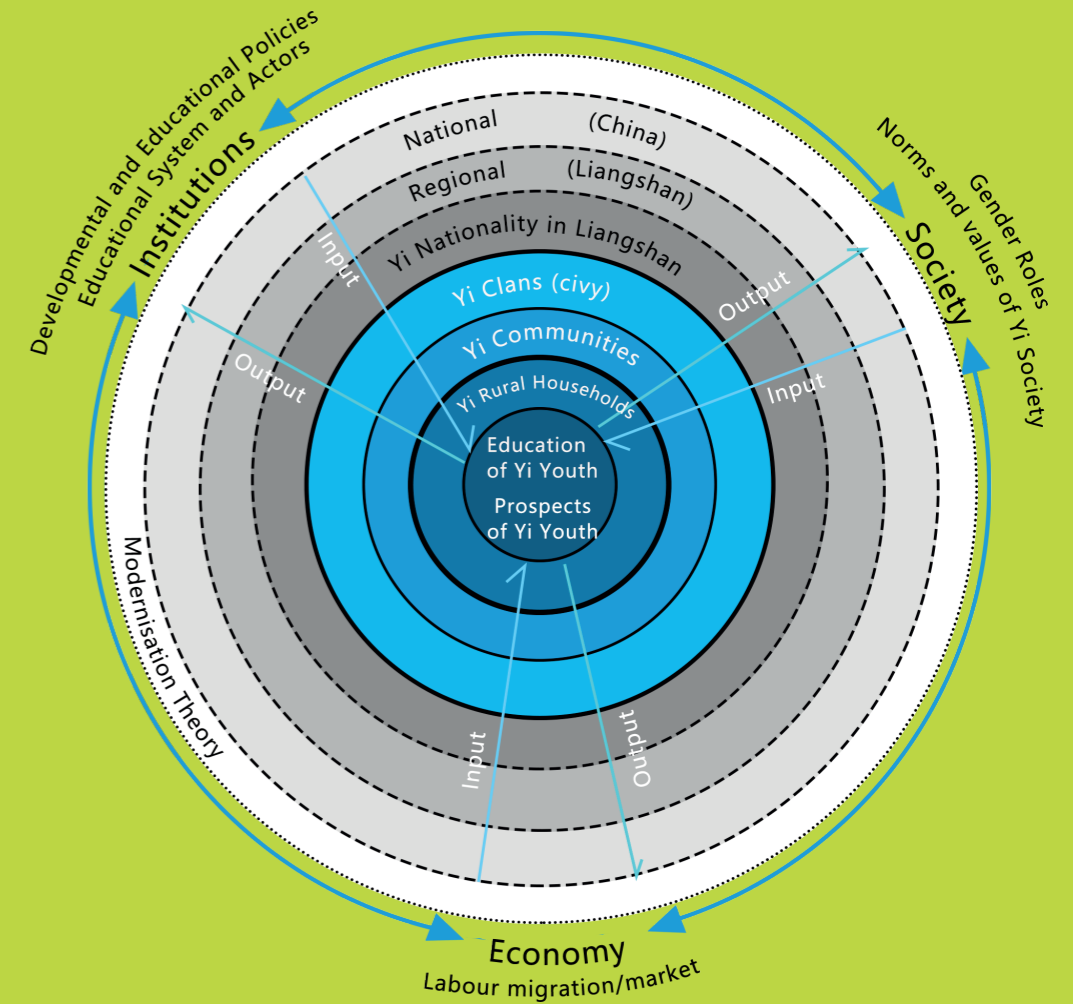 Developmental and Educational Policies
Educational System and Actors
Institutions
Gender Roles
Norms and values of Yi Society
Society
National (China)
Regional (Liangshan)
Yi Nationality in Liangshan
Yi Clans (civy)
Yi Communities
Yi Rural Households
Education
of Yi Youth
Prospects
of Yi Youth
Input
Output
Output
Input
Input
Output
Modernisation Theory
Economy
Labour migration/market